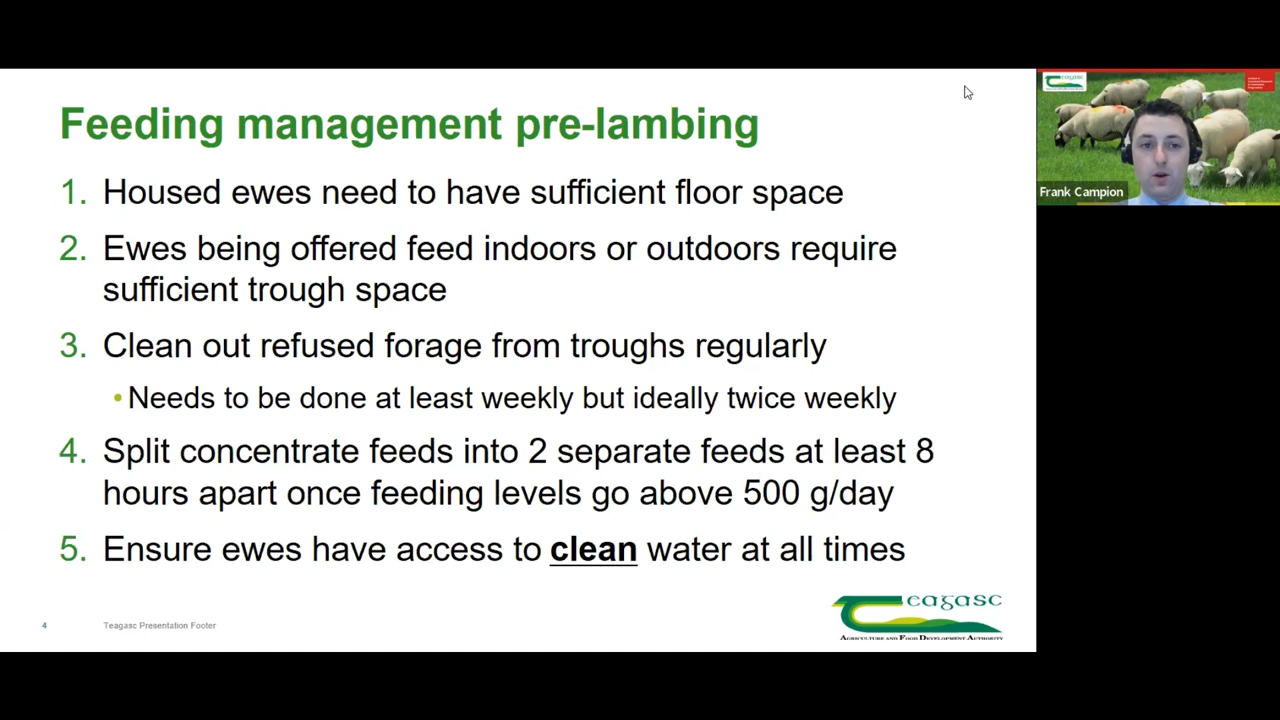 Feeding management pre-lambing
1. Housed ewes need to have sufficient floor space
2. Ewes being offered feed indoors or outdoors require
sufficient trough space
3. Clean out refused forage from troughs regularly
•Needs to be done at least weekly but ideally twice weekly
4. Split concentrate feeds into 2 separate feeds at least 8
hours apart once feeding levels go above 500 g/day
5. Ensure ewes have access to clean water at all times
4
Teagasc Presentation Footer
Teagasc
Agriculture and Food Development Authority
teagasc
Frank Campion